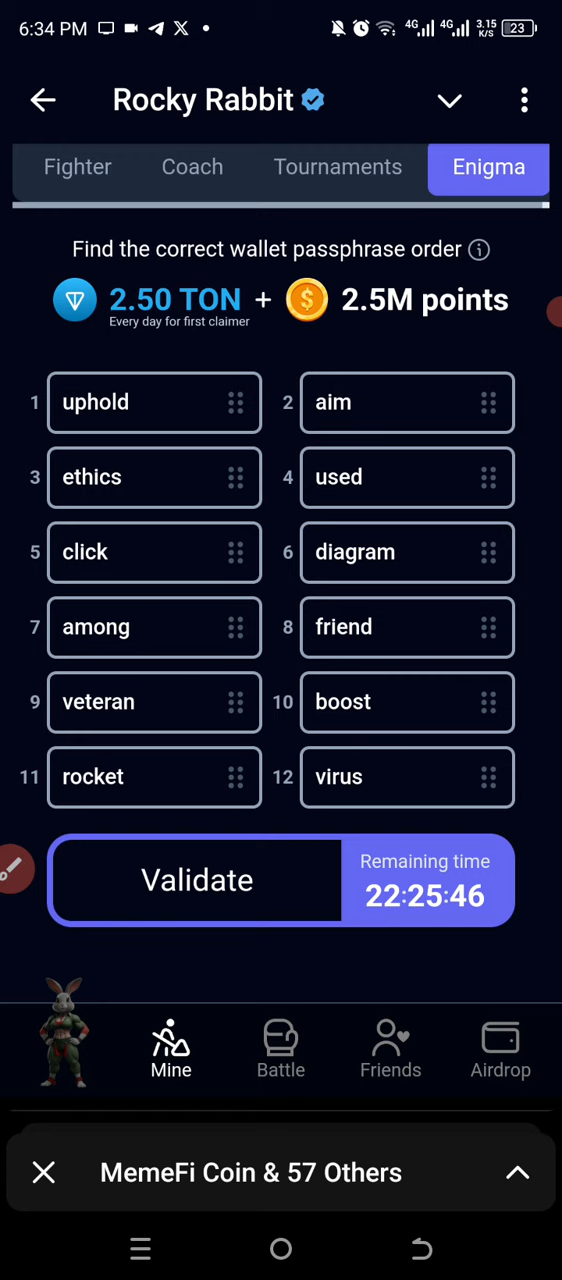 6:34 PM 4G 4G 3.15 K/S 23
Rocky Rabbit
Fighter Coach Tournaments Enigma
Find the correct wallet passphrase order
2.50 TON + 2.5M points
Every day for first claimer
1 uphold 2 aim
3 ethics 4 used
5 click 6 diagram
7 among 8 friend
9 veteran 10 boost
11 rocket 12 virus
Validate Remaining time
22:25:46
Mine Battle Friends Airdrop
MemeFi Coin & 57 Others